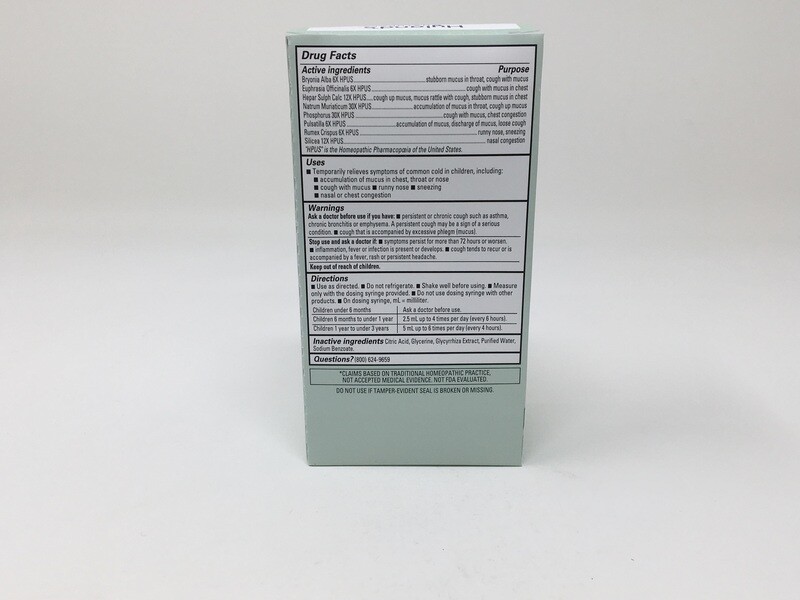 Hyland's
Drug Facts
Active ingredients Purpose
Bryonia Alba 6X HPUS stubborn mucus in throat, cough with mucus
Euphrasia Officinalis 6X HPUS cough with mucus in chest
Hepar Sulph Calc 12X HPUS cough up mucus, mucus rattle with cough, stubborn mucus in chest
Natrum Muriaticum 30X HPUS accumulation of mucus in throat, cough up mucus
Phosphorus 30X HPUS cough with mucus, chest congestion
Pulsatilla 6X HPUS accumulation of mucus, discharge of mucus, loose cough
Rumex Crispus 6X HPUS runny nose, sneezing
Silicea 12X HPUS nasal congestion
"HPUS" is the Homeopathic Pharmacopœia of the United States.
Uses
■ Temporarily relieves symptoms of common cold in children, including:
■ accumulation of mucus in chest, throat or nose
■ cough with mucus ■ runny nose ■ sneezing
■ nasal or chest congestion
Warnings
Ask a doctor before use if you have: ■ persistent or chronic cough such as asthma,
chronic bronchitis or emphysema. A persistent cough may be a sign of a serious
condition. ■ cough that is accompanied by excessive phlegm (mucus).
Stop use and ask a doctor if: ■ symptoms persist for more than 72 hours or worsen.
■ inflammation, fever or infection is present or develops. ■ cough tends to recur or is
accompanied by a fever, rash or persistent headache.
Keep out of reach of children.
Directions
■ Use as directed. ■ Do not refrigerate. ■ Shake well before using. ■ Measure
only with the dosing syringe provided. ■ Do not use dosing syringe with other
products. ■ On dosing syringe, mL = milliliter.
Children under 6 months Ask a doctor before use.
Children 6 months to under 1 year 2.5 mL up to 4 times per day (every 6 hours).
Children 1 year to under 3 years 5 mL up to 6 times per day (every 4 hours).
Inactive ingredients Citric Acid, Glycerine, Glycyrrhiza Extract, Purified Water,
Sodium Benzoate.
Questions? (800) 624-9659
*CLAIMS BASED ON TRADITIONAL HOMEOPATHIC PRACTICE,
NOT ACCEPTED MEDICAL EVIDENCE. NOT FDA EVALUATED.
DO NOT USE IF TAMPER-EVIDENT SEAL IS BROKEN OR MISSING.